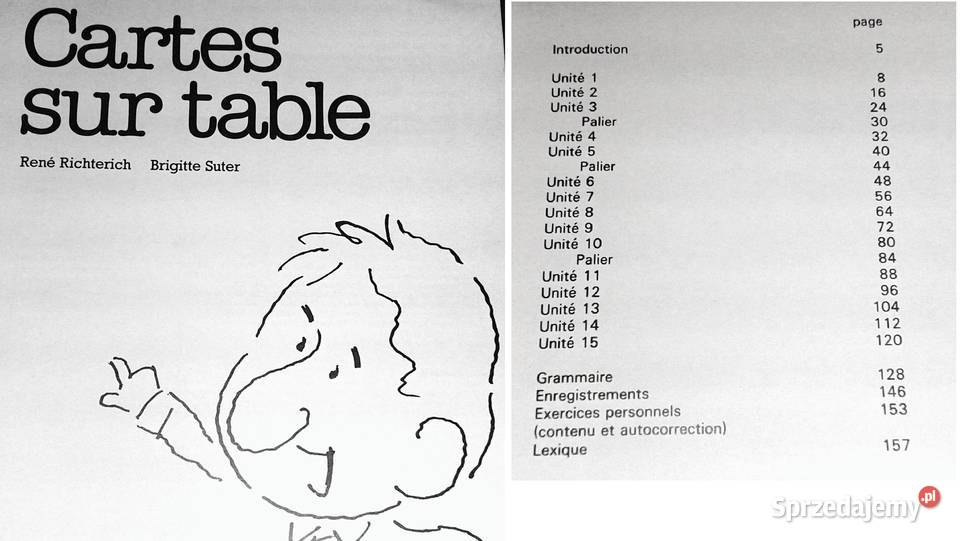 Cartes
sur table
René Richterich Brigitte Suter
page
Introduction 5
Unité 1 8
Unité 2 16
Unité 3 24
Palier 30
Unité 4 32
Unité 5 40
Palier 44
Unité 6 48
Unité 7 56
Unité 8 64
Unité 9 72
Unité 10 80
Palier 84
Unité 11 88
Unité 12 96
Unité 13 104
Unité 14 112
Unité 15 120
Grammaire 128
Enregistrements 146
Exercices personnels 153
(contenu et autocorrection)
Lexique 157
Sprzedajemy.pl